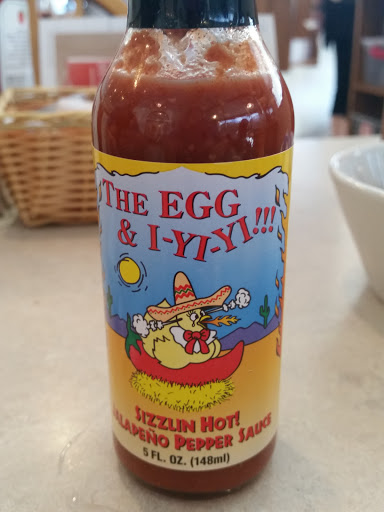 THE EGG
& I-YI-YI!!!
SIZZLIN HOT!
JALAPEÑO PEPPER SAUCE
5 FL. OZ. (148ml)